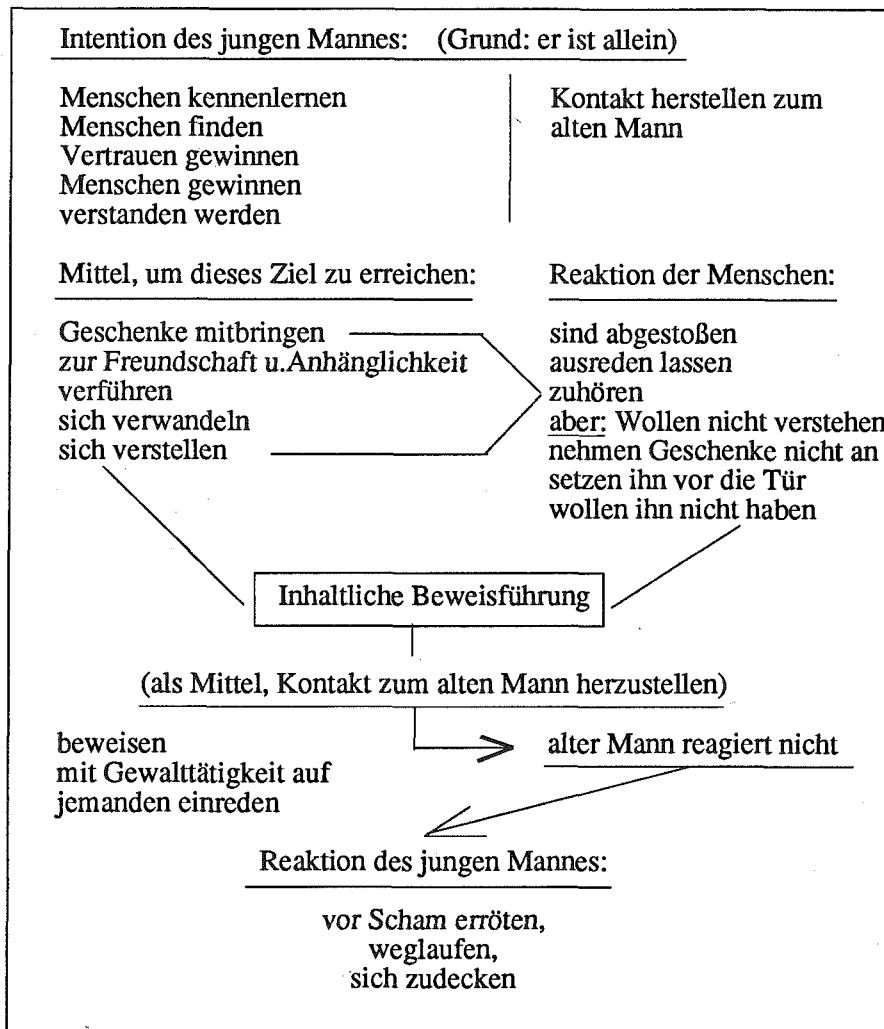 Intention des jungen Mannes: (Grund: er ist allein)
Menschen kennenlernen
Menschen finden
Vertrauen gewinnen
Menschen gewinnen
verstanden werden
Kontakt herstellen zum
alten Mann
Mittel, um dieses Ziel zu erreichen:
Geschenke mitbringen
zur Freundschaft u.Anhänglichkeit
verführen
sich verwandeln
sich verstellen
Reaktion der Menschen:
sind abgestoßen
ausreden lassen
zuhören
aber: Wollen nicht verstehen
nehmen Geschenke nicht an
setzen ihn vor die Tür
wollen ihn nicht haben
Inhaltliche Beweisführung
(als Mittel, Kontakt zum alten Mann herzustellen)
beweisen
mit Gewalttätigkeit auf
jemanden einreden
alter Mann reagiert nicht
Reaktion des jungen Mannes:
vor Scham erröten,
weglaufen,
sich zudecken